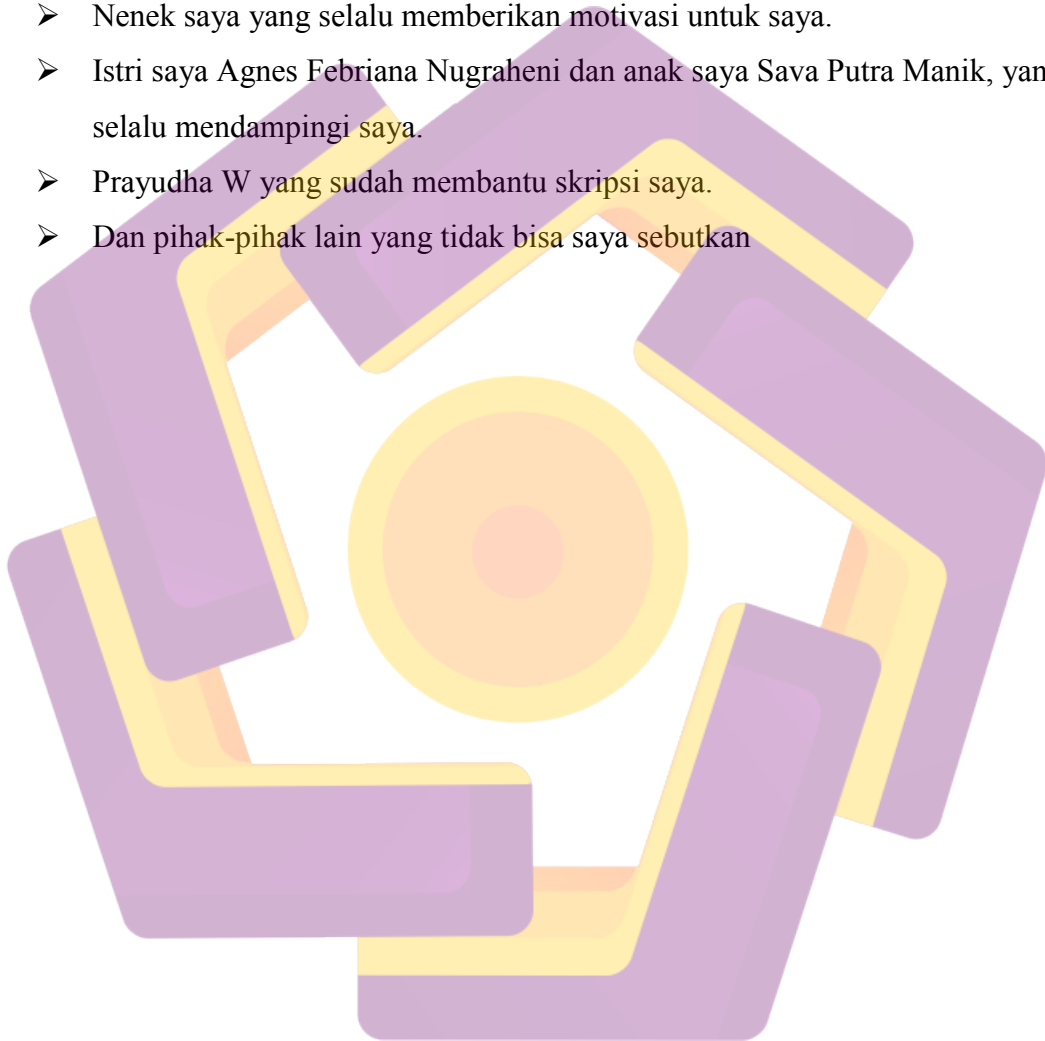 ➢ Nenek saya yang selalu memberikan motivasi untuk saya.
➢ Istri saya Agnes Febriana Nugraheni dan anak saya Sava Putra Manik, yan
selalu mendampingi saya.
➢ Prayudha W yang sudah membantu skripsi saya.
➢ Dan pihak-pihak lain yang tidak bisa saya sebutkan